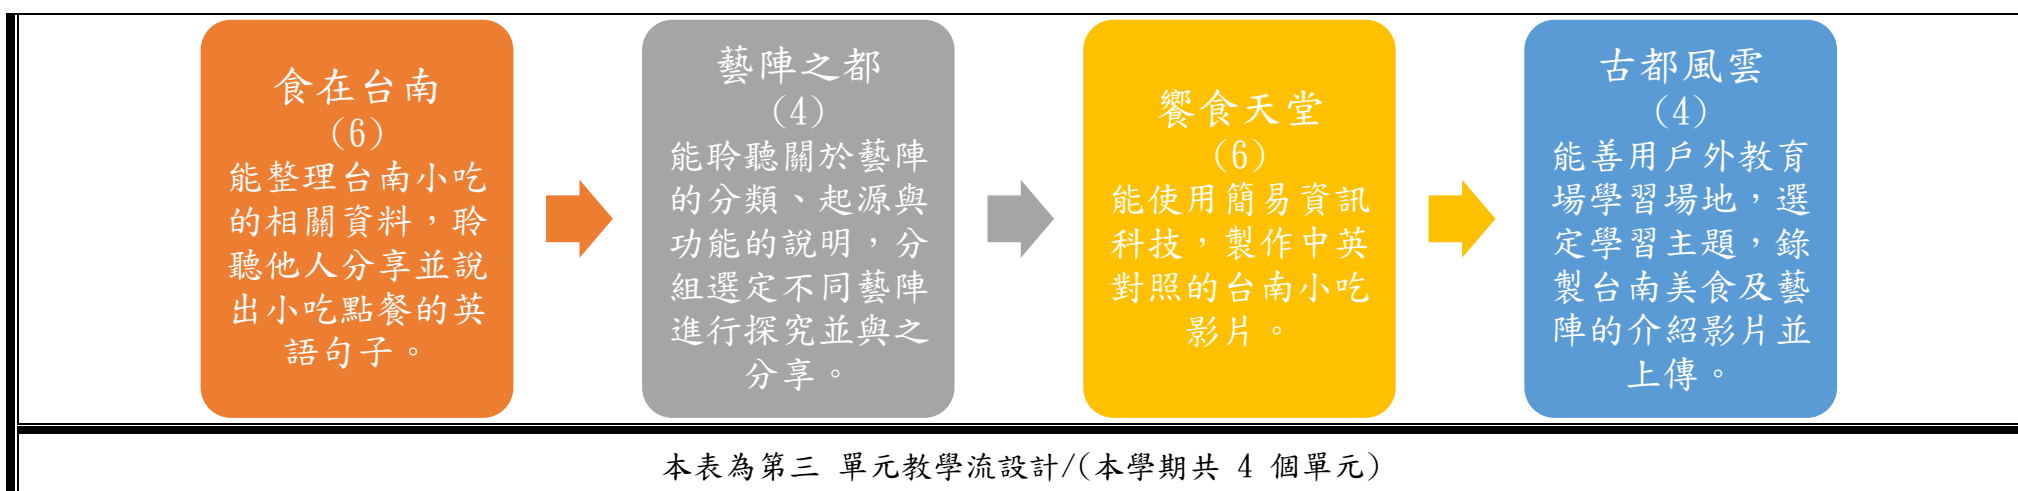 食在台南
(6)
能整理台南小吃
的相關資料，聆
聽他人分享並說
出小吃點餐的英
語句子。
藝陣之都
(4)
能聆聽關於藝陣
的分類、起源與
功能的說明，分
組選定不同藝陣
進行探究並與之
分享。
饗食天堂
(6)
能使用簡易資訊
科技，製作中英
對照的台南小吃
影片。
古都風雲
(4)
能善用戶外教育
場學習場地，選
定學習主題，錄
製台南美食及藝
陣的介紹影片並
上傳。
本表為第三 單元教學流設計/(本學期共 4 個單元)